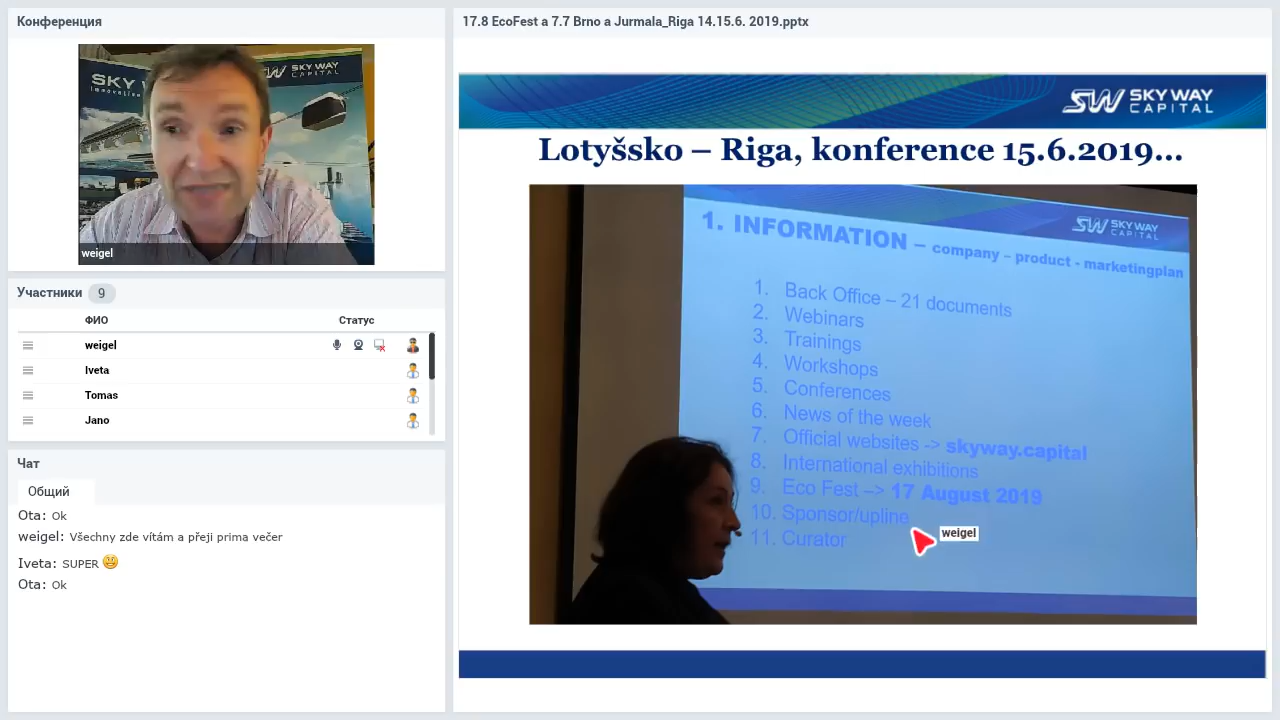 Конференция
SKY
Innovative
SW SKY WAY
CAPITAL
weigel
Участники 9
ФИО Статус
weigel
Iveta
Tomas
Jano
Чат
Общий
Ota: Ok
weigel: Všechny zde vítám a přeji prima večer
Iveta: SUPER
Ota: Ok
17.8 EcoFest a 7.7 Brno a Jurmala_Riga 14.15.6. 2019.pptx
SW SKY WAY
CAPITAL
Lotyšsko – Riga, konference 15.6.2019...
SW SKY WAY
CAPITAL
1. INFORMATION – company – product - marketingplan
1. Back Office – 21 documents
2. Webinars
3. Trainings
4. Workshops
5. Conferences
6. News of the week
7. Official websites -> skyway.capital
8. International exhibitions
9. Eco Fest –> 17 August 2019
10. Sponsor/upline
11. Curator
weigel